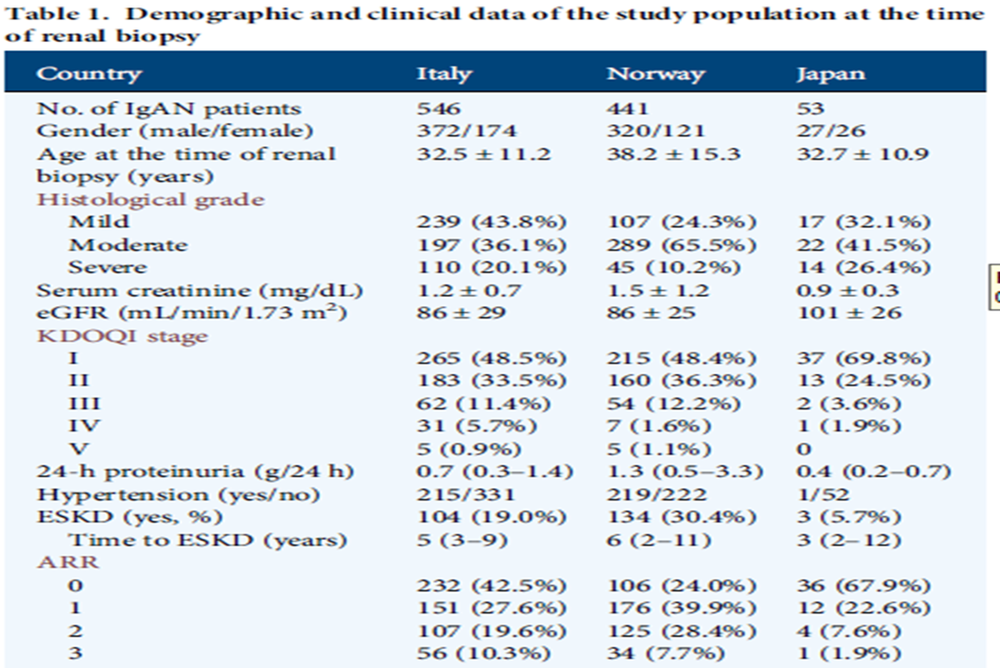 Table 1. Demographic and clinical data of the study population at the time
of renal biopsy
Country Italy Norway Japan
No. of IgAN patients 546 441 53
Gender (male/female) 372/174 320/121 27/26
Age at the time of renal 32.5 ± 11.2 38.2 ± 15.3 32.7 ± 10.9
biopsy (years)
Histological grade
Mild 239 (43.8%) 107 (24.3%) 17 (32.1%)
Moderate 197 (36.1%) 289 (65.5%) 22 (41.5%)
Severe 110 (20.1%) 45 (10.2%) 14 (26.4%)
Serum creatinine (mg/dL) 1.2 ± 0.7 1.5 ± 1.2 0.9 ± 0.3
eGFR (mL/min/1.73 m²) 86 ± 29 86 ± 25 101 ± 26
KDOQI stage
I 265 (48.5%) 215 (48.4%) 37 (69.8%)
II 183 (33.5%) 160 (36.3%) 13 (24.5%)
III 62 (11.4%) 54 (12.2%) 2 (3.6%)
IV 31 (5.7%) 7 (1.6%) 1 (1.9%)
V 5 (0.9%) 5 (1.1%) 0
24-h proteinuria (g/24 h) 0.7 (0.3–1.4) 1.3 (0.5–3.3) 0.4 (0.2–0.7)
Hypertension (yes/no) 215/331 219/222 1/52
ESKD (yes, %) 104 (19.0%) 134 (30.4%) 3 (5.7%)
Time to ESKD (years) 5 (3–9) 6 (2–11) 3 (2–12)
ARR
0 232 (42.5%) 106 (24.0%) 36 (67.9%)
1 151 (27.6%) 176 (39.9%) 12 (22.6%)
2 107 (19.6%) 125 (28.4%) 4 (7.6%)
3 56 (10.3%) 34 (7.7%) 1 (1.9%)